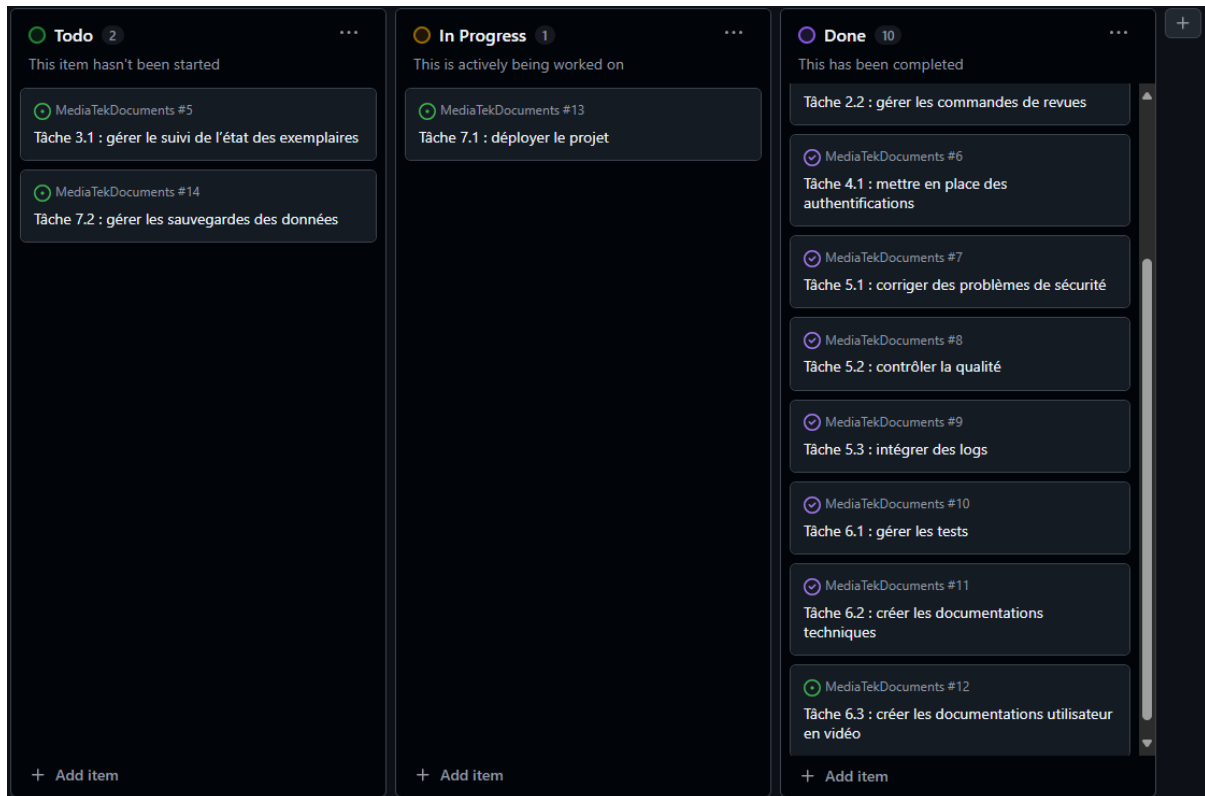 Todo 2 ...
This item hasn't been started
MediaTekDocuments #5
Tâche 3.1 : gérer le suivi de l'état des exemplaires
MediaTekDocuments #14
Tâche 7.2 : gérer les sauvegardes des données
+ Add item
In Progress 1 ...
This is actively being worked on
MediaTekDocuments #13
Tâche 7.1 : déployer le projet
+ Add item
Done 10 ...
This has been completed
Tâche 2.2 : gérer les commandes de revues
MediaTekDocuments #6
Tâche 4.1 : mettre en place des
authentifications
MediaTekDocuments #7
Tâche 5.1 : corriger des problèmes de sécurité
MediaTekDocuments #8
Tâche 5.2 : contrôler la qualité
MediaTekDocuments #9
Tâche 5.3 : intégrer des logs
MediaTekDocuments #10
Tâche 6.1 : gérer les tests
MediaTekDocuments #11
Tâche 6.2 : créer les documentations
techniques
MediaTekDocuments #12
Tâche 6.3 : créer les documentations utilisateur
en vidéo
+ Add item
+